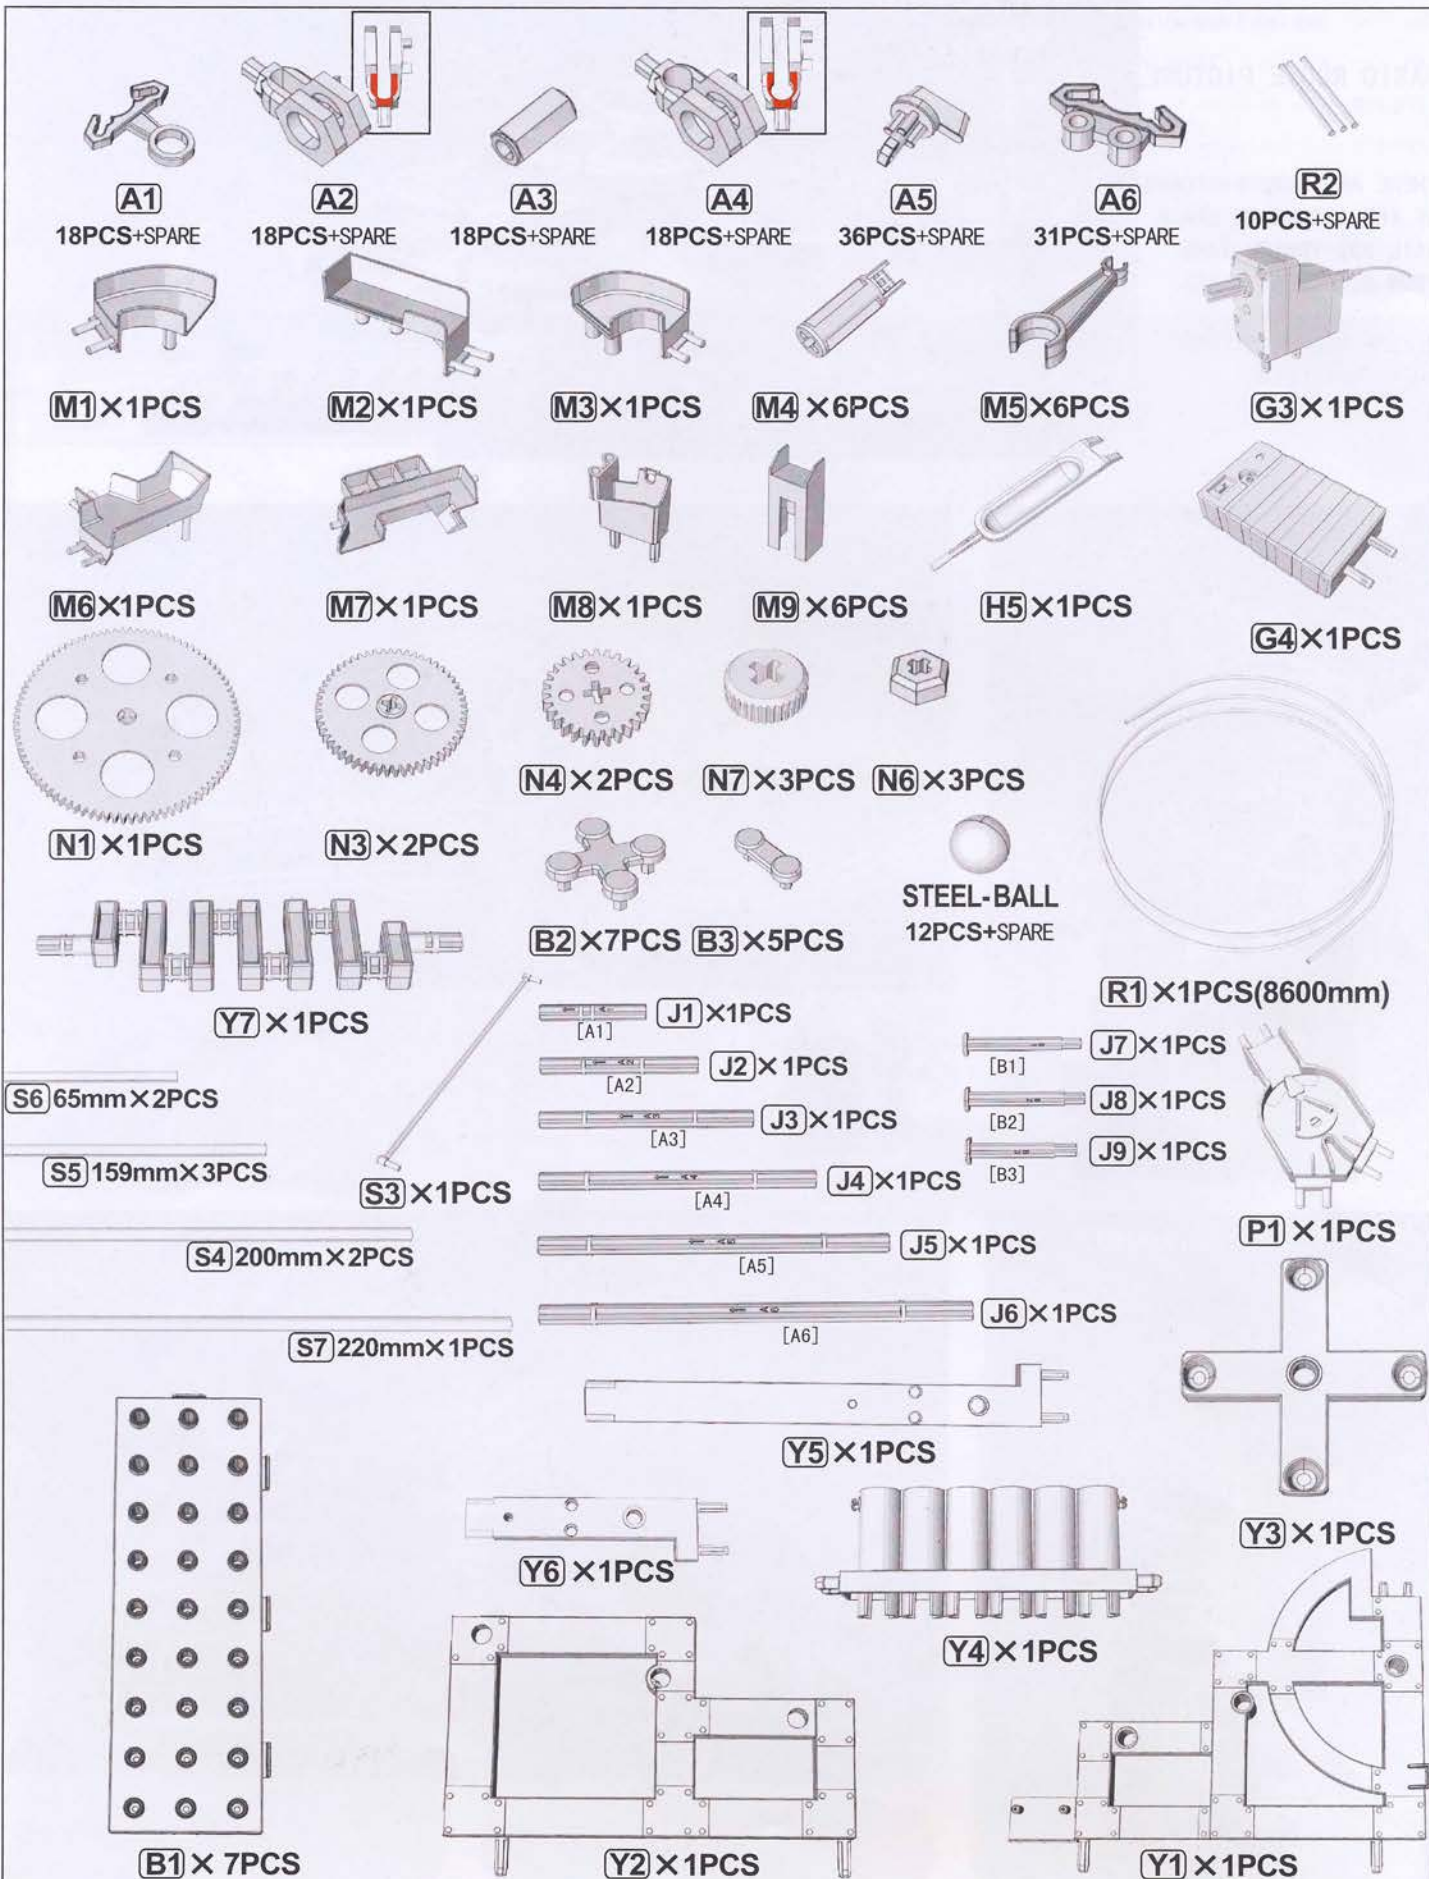 A1 A2 A3 A4 A5 A6 R2
18PCS+SPARE 18PCS+SPARE 18PCS+SPARE 18PCS+SPARE 36PCS+SPARE 31PCS+SPARE 10PCS+SPARE
M1×1PCS M2×1PCS M3×1PCS M4×6PCS M5×6PCS G3×1PCS
M6×1PCS M7×1PCS M8×1PCS M9×6PCS H5×1PCS G4×1PCS
N4×2PCS N7×3PCS N6×3PCS
N1×1PCS N3×2PCS
STEEL-BALL
12PCS+SPARE
B2×7PCS B3×5PCS
R1×1PCS(8600mm)
Y7×1PCS
J1×1PCS
[A1]
J2×1PCS
[A2]
J3×1PCS
[A3]
J4×1PCS
[A4]
J5×1PCS
[A5]
J6×1PCS
[A6]
J7×1PCS
[B1]
J8×1PCS
[B2]
J9×1PCS
[B3]
S6 65mm×2PCS
S5 159mm×3PCS
S3×1PCS
S4 200mm×2PCS
S7 220mm×1PCS
P1×1PCS
Y5×1PCS
Y3×1PCS
Y6×1PCS
Y4×1PCS
B1×7PCS
Y2×1PCS
Y1×1PCS